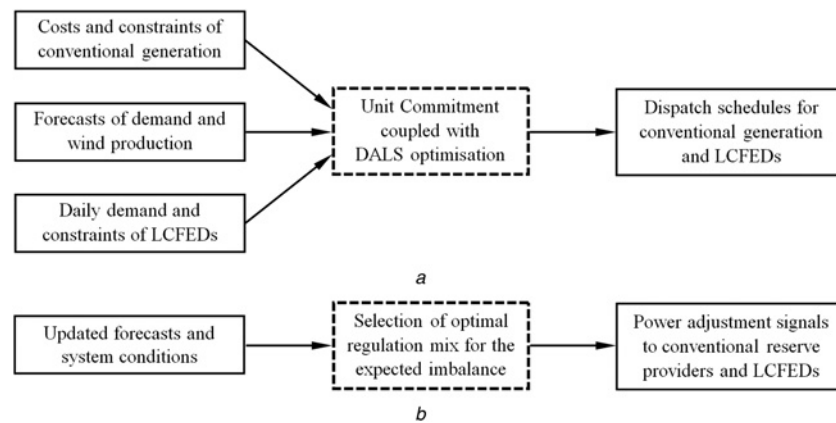 Costs and constraints of
conventional generation
Forecasts of demand and
wind production
Daily demand and
constraints of LCFEDs
Unit Commitment
coupled with
DALS optimisation
Dispatch schedules for
conventional generation
and LCFEDs
a
Updated forecasts and
system conditions
Selection of optimal
regulation mix for the
expected imbalance
Power adjustment signals
to conventional reserve
providers and LCFEDs
b